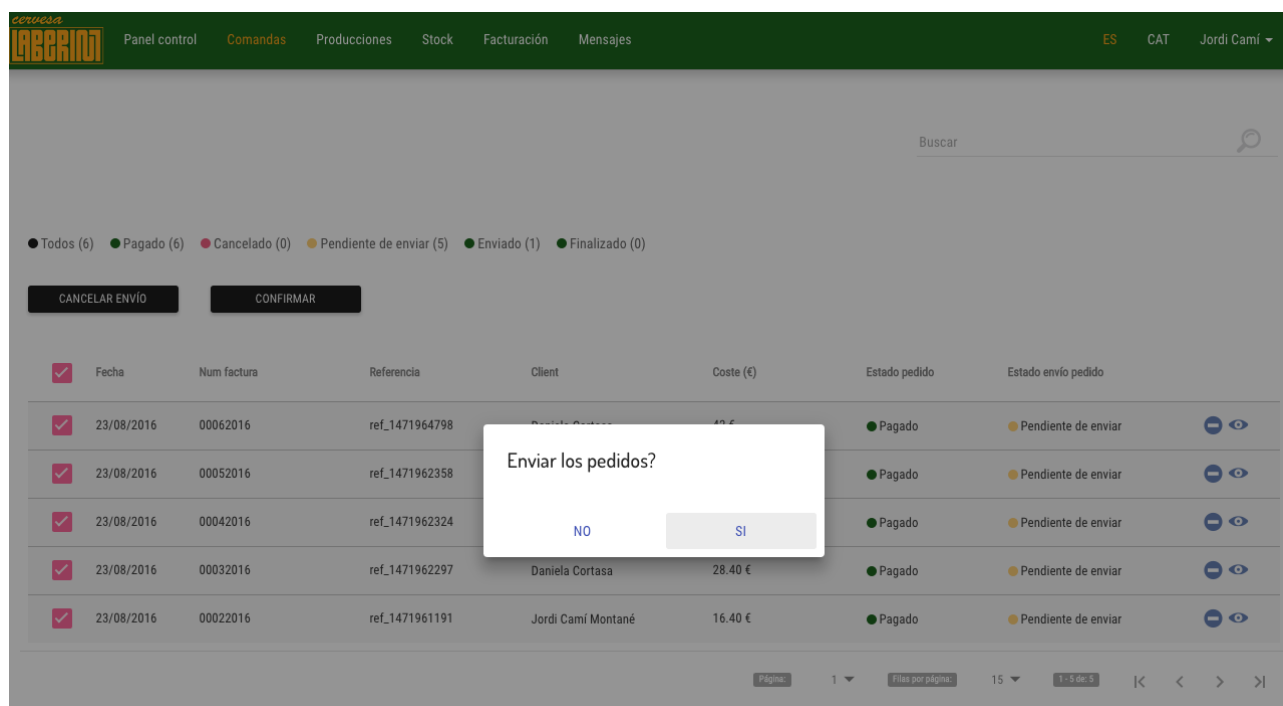 cervesa
LABERINT Panel control Comandas Producciones Stock Facturación Mensajes ES CAT Jordi Camí
Buscar
Todos (6) Pagado (6) Cancelado (0) Pendiente de enviar (5) Enviado (1) Finalizado (0)
CANCELAR ENVÍO CONFIRMAR
Fecha Num factura Referencia Client Coste (€) Estado pedido Estado envío pedido
23/08/2016 00062016 ref_1471964798 Daniela Cortasa 42 € Pagado Pendiente de enviar
Enviar los pedidos?
23/08/2016 00052016 ref_1471962358 Pagado Pendiente de enviar
23/08/2016 00042016 ref_1471962324 Pagado Pendiente de enviar
NO SI
23/08/2016 00032016 ref_1471962297 Daniela Cortasa 28.40 € Pagado Pendiente de enviar
23/08/2016 00022016 ref_1471961191 Jordi Camí Montané 16.40 € Pagado Pendiente de enviar
Página: 1 Filas por página: 15 1 - 5 de: 5